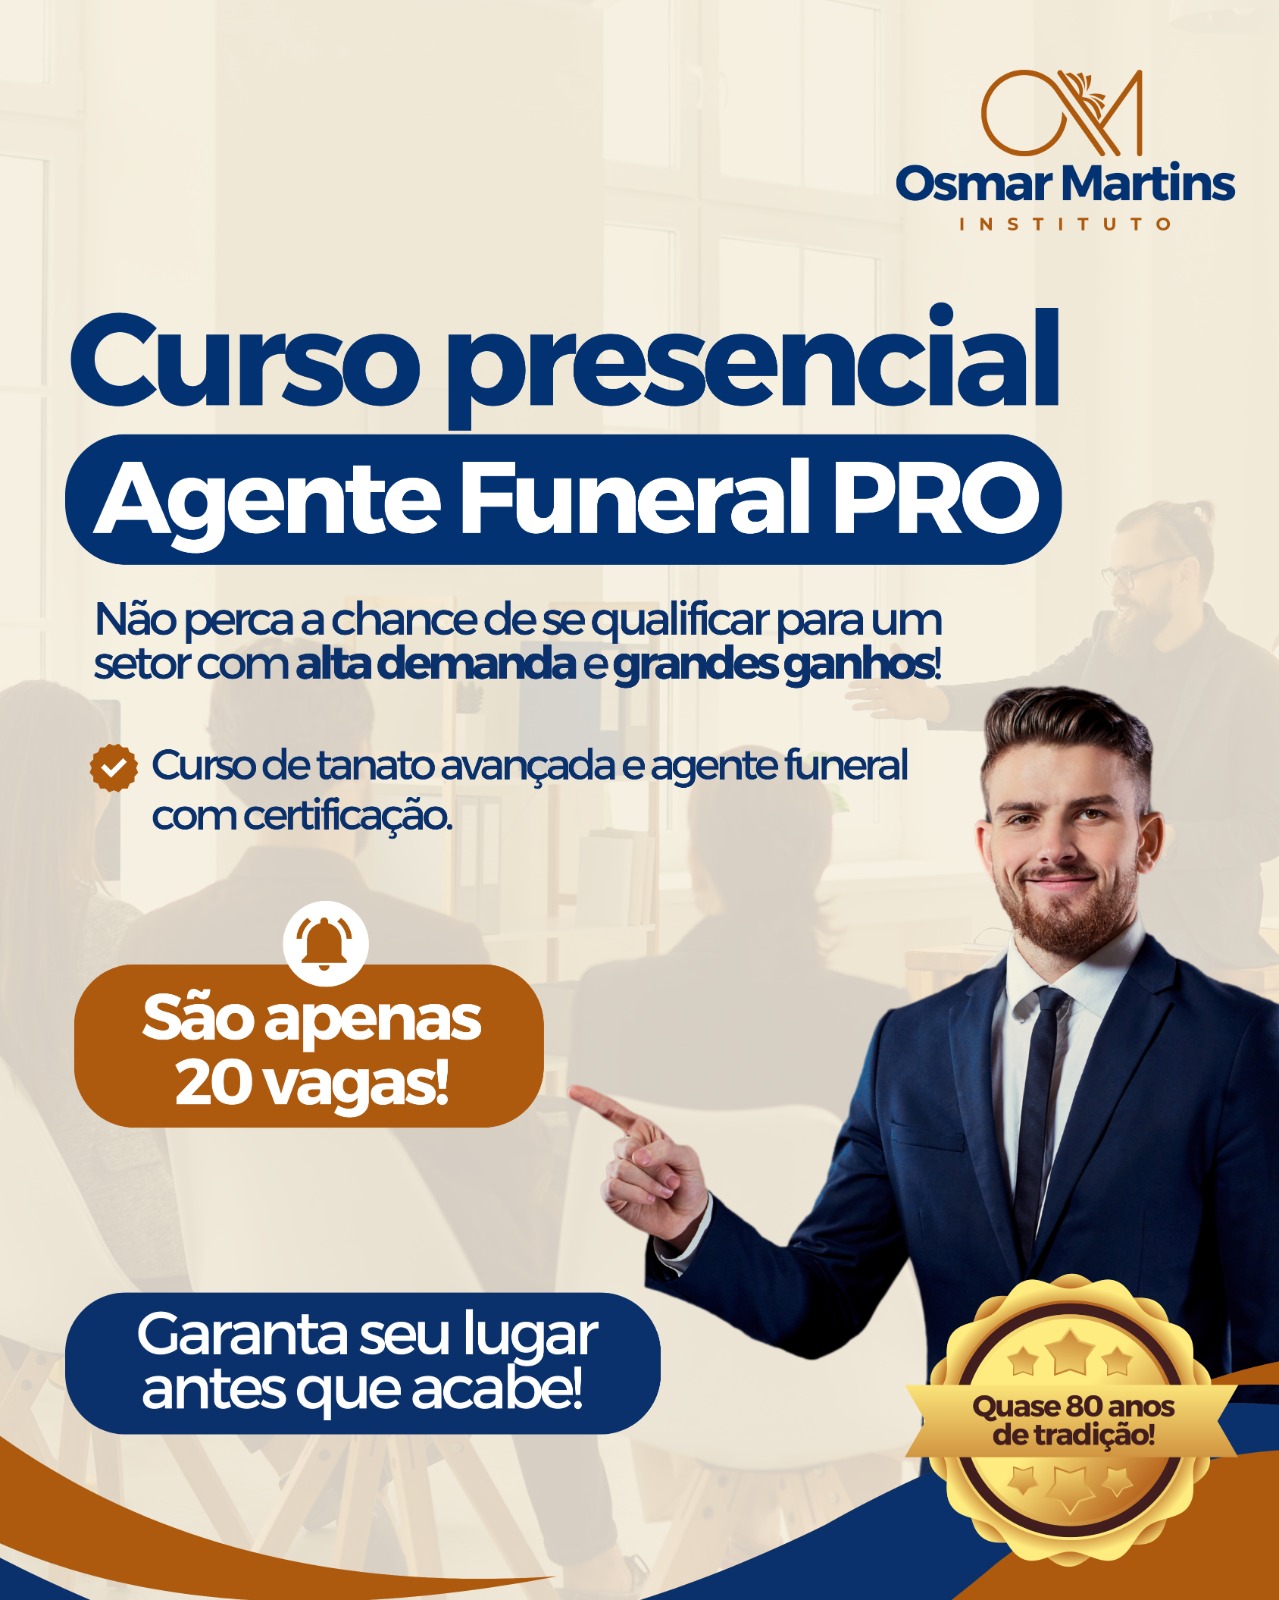 OM
Osmar Martins
INSTITUTO
Curso presencial
Agente Funeral PRO
Não perca a chance de se qualificar para um
setor com alta demanda e grandes ganhos!
Curso de tanato avançada e agente funeral
com certificação.
São apenas
20 vagas!
Garanta seu lugar
antes que acabe!
Quase 80 anos
de tradição!